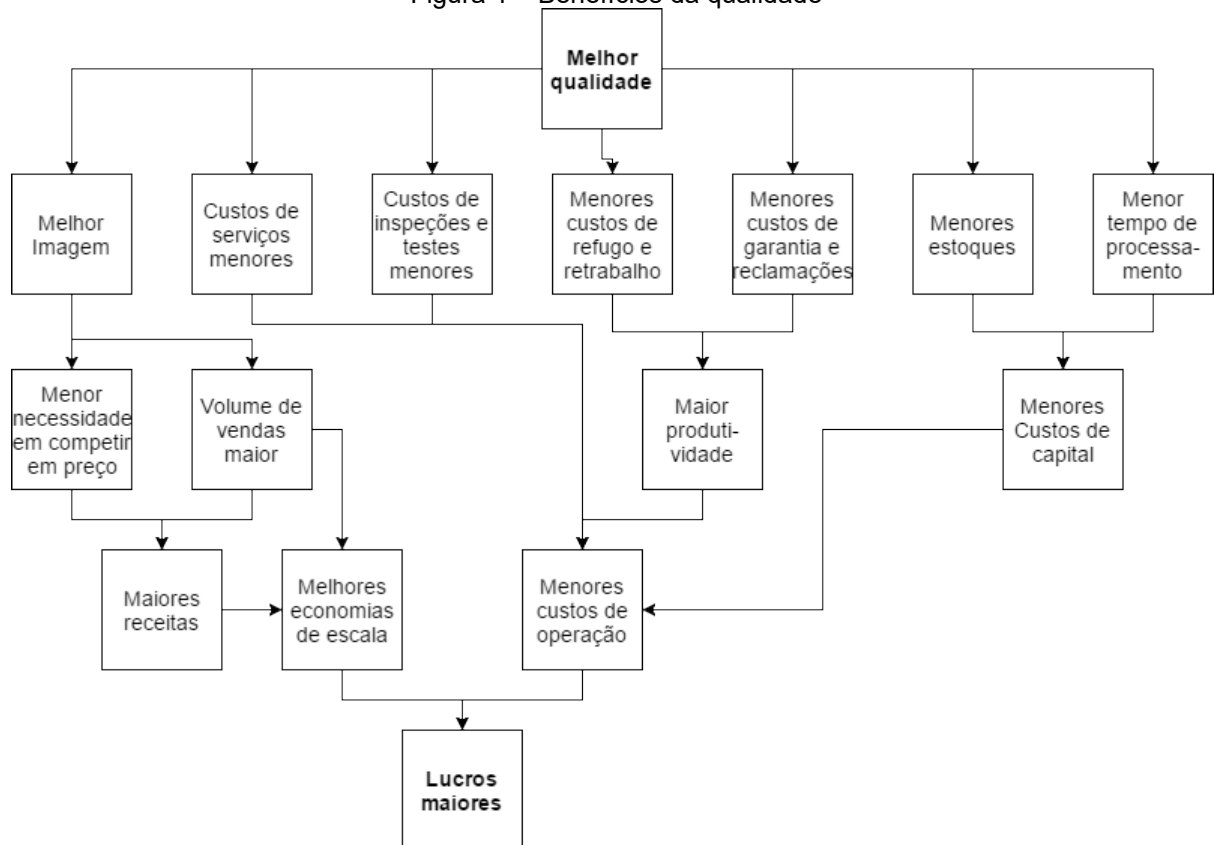 Melhor
qualidade
Melhor
Imagem
Custos de
serviços
menores
Custos de
inspeções e
testes
menores
Menores
custos de
refugo e
retrabalho
Menores
custos de
garantia e
reclamações
Menores
estoques
Menor
tempo de
processa-
mento
Menor
necessidade
em competir
em preço
Volume de
vendas
maior
Maior
produti-
vidade
Menores
Custos de
capital
Maiores
receitas
Melhores
economias
de escala
Menores
custos de
operação
Lucros
maiores